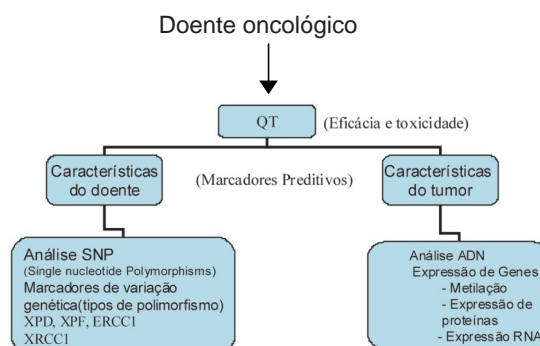 Doente oncológico
QT
(Eficácia e toxicidade)
Características
do doente
(Marcadores Preditivos)
Características
do tumor
Análise SNP
(Single nucleotide Polymorphisms)
Marcadores de variação
genética(tipos de polimorfismo)
XPD, XPF, ERCC1
XRCC1
Análise ADN
Expressão de Genes
- Metilação
- Expressão de
proteínas
- Expressão RNA